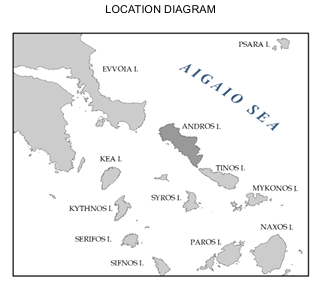 LOCATION DIAGRAM
PSARA I.
EVVOIA I.
AIGAIO SEA
ANDROS I.
KEA I.
TINOS I.
MYKONOS I.
SYROS I.
KYTHNOS I.
NAXOS I.
SERIFOS I.
PAROS I.
SIFNOS I.